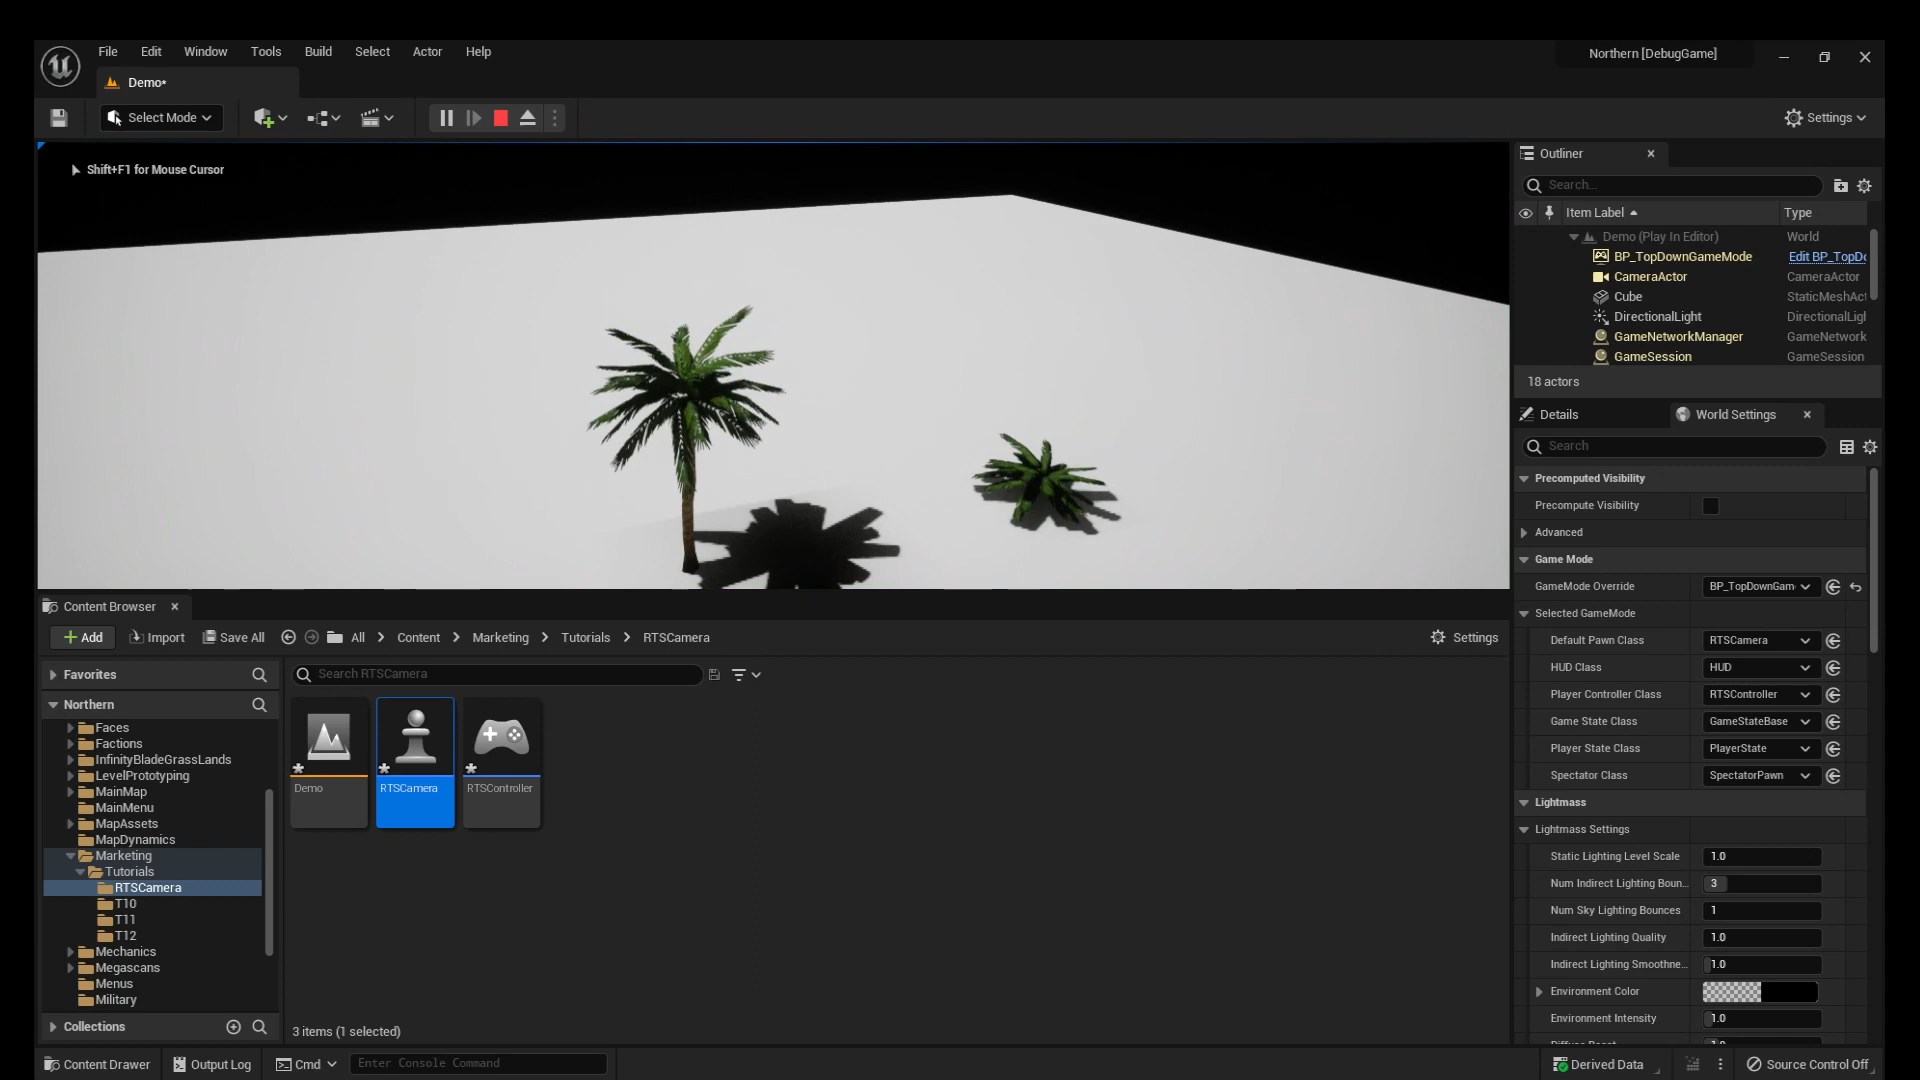 File Edit Window Tools Build Select Actor Help
Northern [DebugGame]
Demo*
Select Mode
Settings
Shift+F1 for Mouse Cursor
Outliner
Search...
Item Label Type
Demo (Play In Editor) World
BP_TopDownGameMode Edit BP_TopDo
CameraActor CameraActor
Cube StaticMeshAct
DirectionalLight DirectionalLigh
GameNetworkManager GameNetwork
GameSession GameSession
18 actors
Details World Settings
Search
Precomputed Visibility
Precompute Visibility
Advanced
Game Mode
GameMode Override BP_TopDownGam
Selected GameMode
Default Pawn Class RTSCamera
HUD Class HUD
Player Controller Class RTSController
Game State Class GameStateBase
Player State Class PlayerState
Spectator Class SpectatorPawn
Lightmass
Lightmass Settings
Static Lighting Level Scale 1.0
Num Indirect Lighting Boun... 3
Num Sky Lighting Bounces 1
Indirect Lighting Quality 1.0
Indirect Lighting Smoothne... 1.0
Environment Color
Environment Intensity 1.0
Content Browser
Add Import Save All All Content Marketing Tutorials RTSCamera Settings
Favorites
Search RTSCamera
Northern
Faces
Factions
InfinityBladeGrassLands
LevelPrototyping
MainMap
MainMenu
MapAssets
MapDynamics
Marketing
Tutorials
RTSCamera
T10
T11
T12
Mechanics
Megascans
Menus
Military
Collections
Demo RTSCamera RTSController
3 items (1 selected)
Content Drawer Output Log Cmd Enter Console Command Derived Data Source Control Off